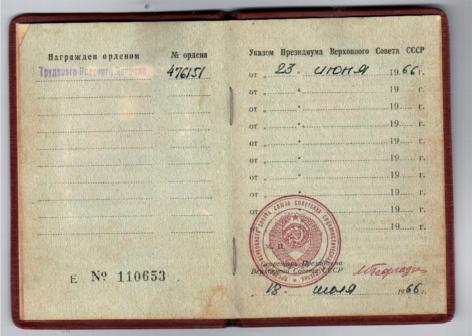 Награжден орденом № ордена
Трудового Красного Знамени 476151
Е № 110653
Указом Президиума Верховного Совета СССР
от 23 июня 1966 г.
от 19 г.
от 19 г.
от 19 г.
от 19 г.
от 19 г.
от 19 г.
от 19 г.
от 19 г.
от 19 г.
М. П.
Секретарь Президиума
Верховного Совета СССР
18 июля 1966 г.